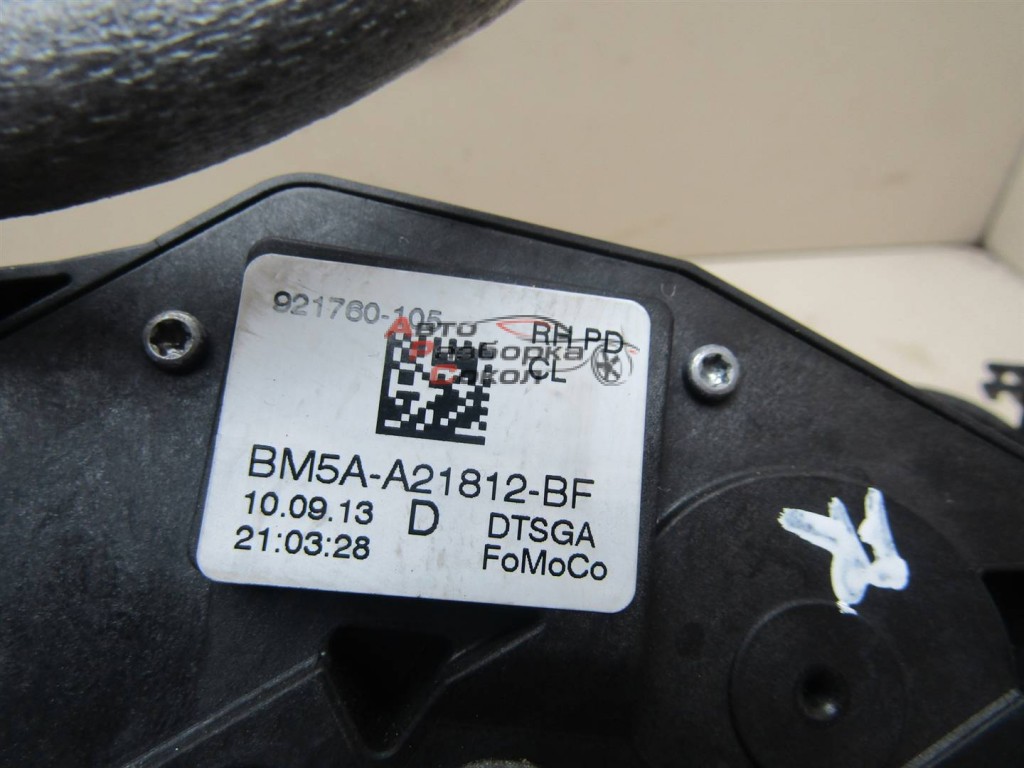 921760-105
RH PD
CL
Авто
Разборка
Сокол
BM5A-A21812-BF
10.09.13 D DTSGA
21:03:28 FoMoCo